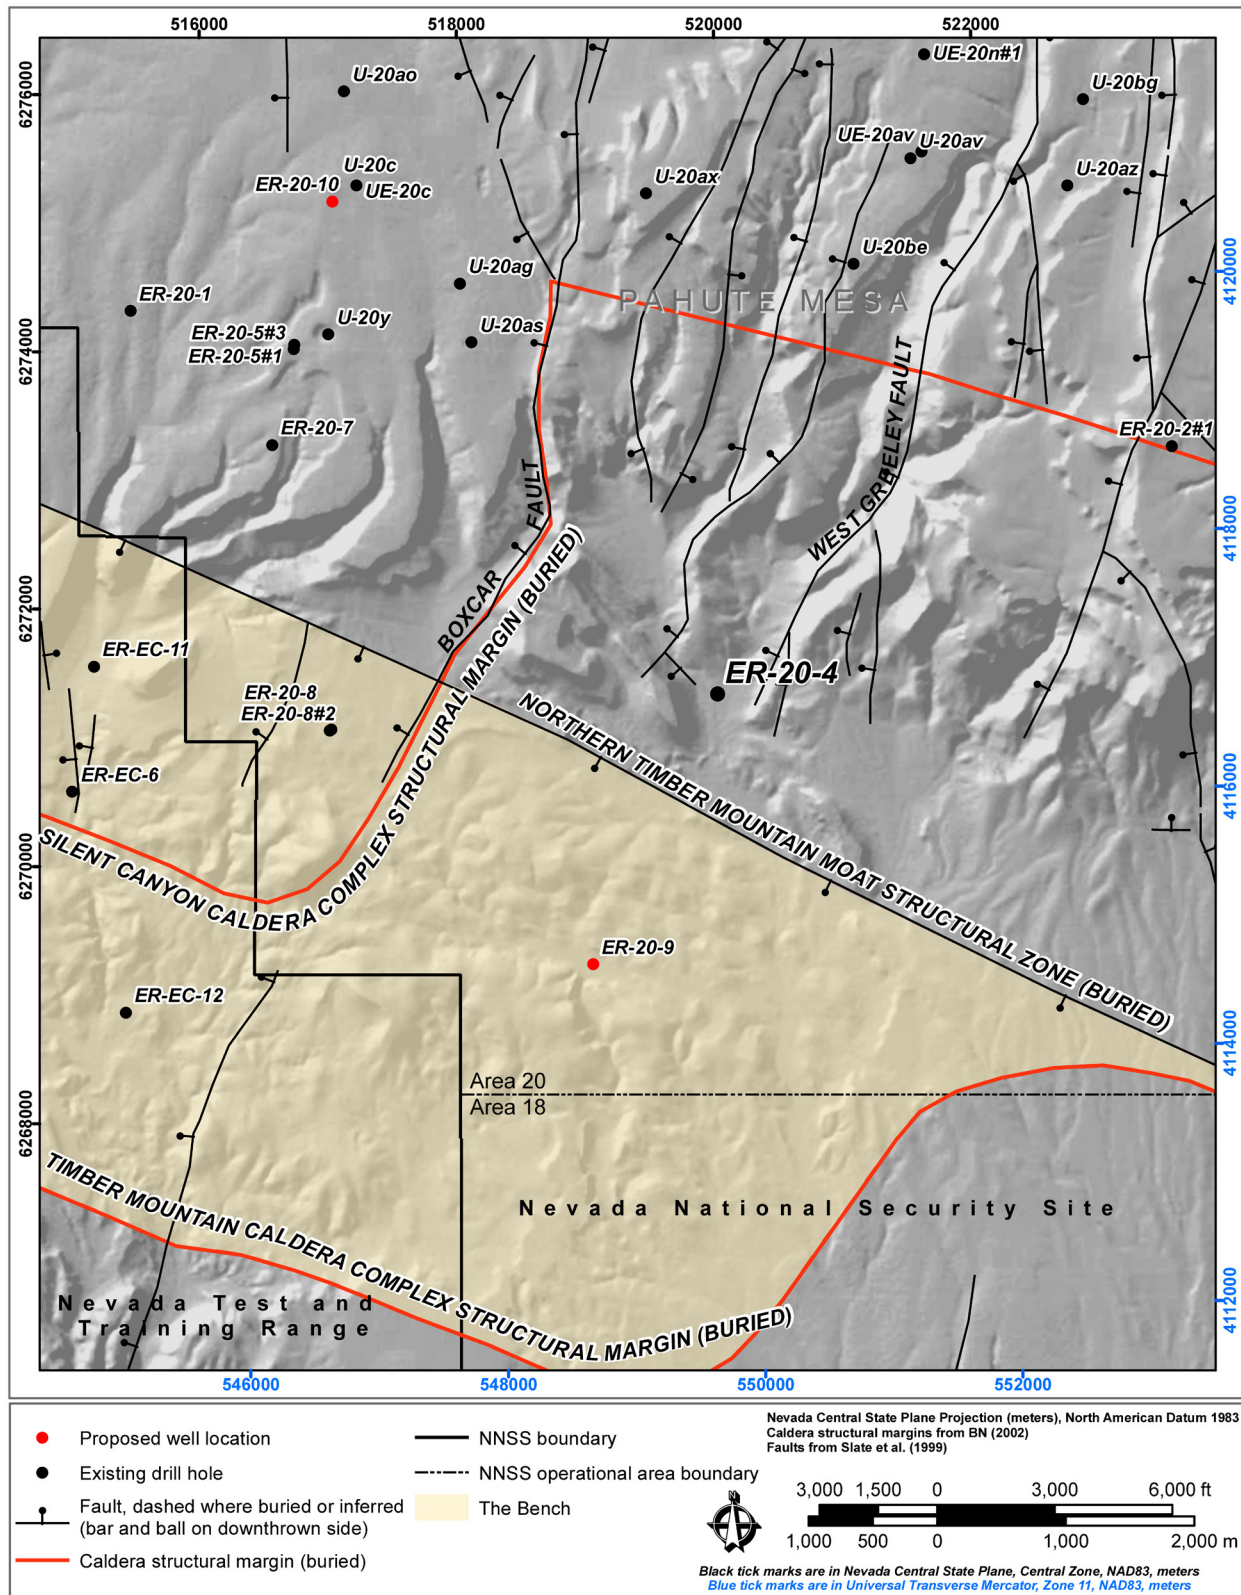 516000
518000
520000
522000
6276000
6274000
6272000
6270000
6268000
4120000
4118000
4116000
4114000
4112000
546000
548000
550000
552000
U-20ao
UE-20n#1
U-20bg
U-20c
ER-20-10
UE-20c
UE-20av
U-20av
U-20ax
U-20az
U-20be
U-20ag
ER-20-1
PAHUTE MESA
U-20y
U-20as
ER-20-5#3
ER-20-5#1
ER-20-7
ER-20-2#1
BOXCAR FAULT
WEST GREELEY FAULT
ER-EC-11
ER-20-4
ER-20-8
ER-20-8#2
ER-EC-6
SILENT CANYON CALDERA COMPLEX STRUCTURAL MARGIN (BURIED)
NORTHERN TIMBER MOUNTAIN MOAT STRUCTURAL ZONE (BURIED)
ER-20-9
ER-EC-12
Area 20
Area 18
TIMBER MOUNTAIN CALDERA COMPLEX STRUCTURAL MARGIN (BURIED)
Nevada National Security Site
Nevada Test and
Training Range
Proposed well location
Existing drill hole
Fault, dashed where buried or inferred
(bar and ball on downthrown side)
Caldera structural margin (buried)
NNSS boundary
NNSS operational area boundary
The Bench
Nevada Central State Plane Projection (meters), North American Datum 1983
Caldera structural margins from BN (2002)
Faults from Slate et al. (1999)
N
3,000 1,500 0 3,000 6,000 ft
1,000 500 0 1,000 2,000 m
Black tick marks are in Nevada Central State Plane, Central Zone, NAD83, meters
Blue tick marks are in Universal Transverse Mercator, Zone 11, NAD83, meters